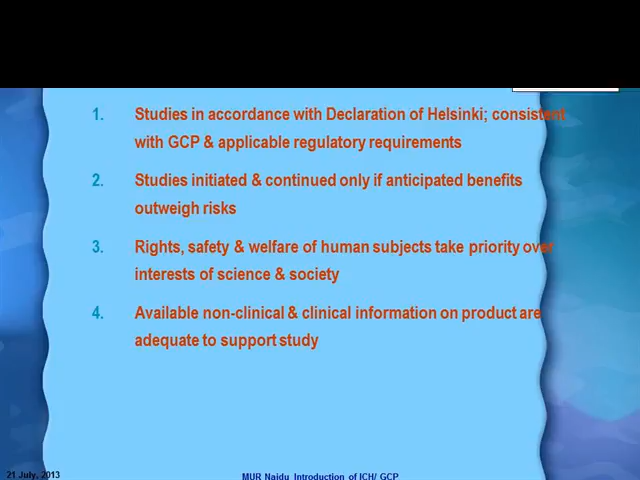 1. Studies in accordance with Declaration of Helsinki; consistent
with GCP & applicable regulatory requirements
2. Studies initiated & continued only if anticipated benefits
outweigh risks
3. Rights, safety & welfare of human subjects take priority over
interests of science & society
4. Available non-clinical & clinical information on product are
adequate to support study
21 July, 2013
MUR Naidu Introduction of ICH/ GCP